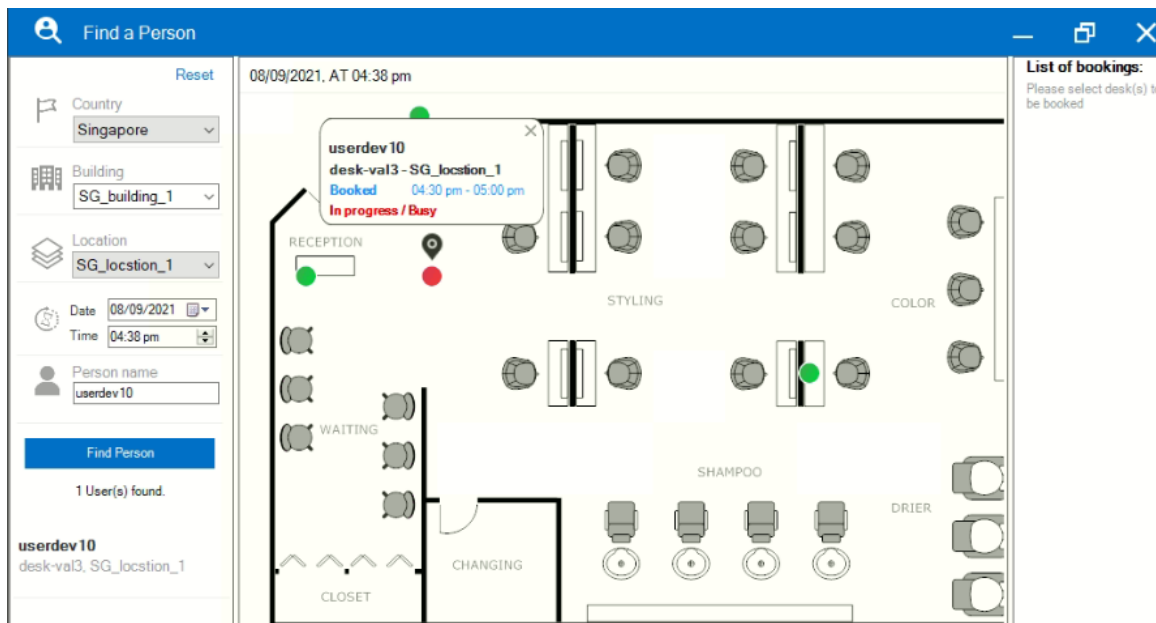 Find a Person
Reset
Country
Singapore
Building
SG_building_1
Location
SG_locstion_1
Date 08/09/2021
Time 04:38 pm
Person name
userdev10
Find Person
1 User(s) found.
userdev10
desk-val3, SG_locstion_1
08/09/2021, AT 04:38 pm
userdev10
desk-val3 - SG_locstion_1
Booked 04:30 pm - 05:00 pm
In progress / Busy
RECEPTION
STYLING
COLOR
WAITING
SHAMPOO
DRIER
CHANGING
CLOSET
List of bookings:
Please select desk(s) t
be booked